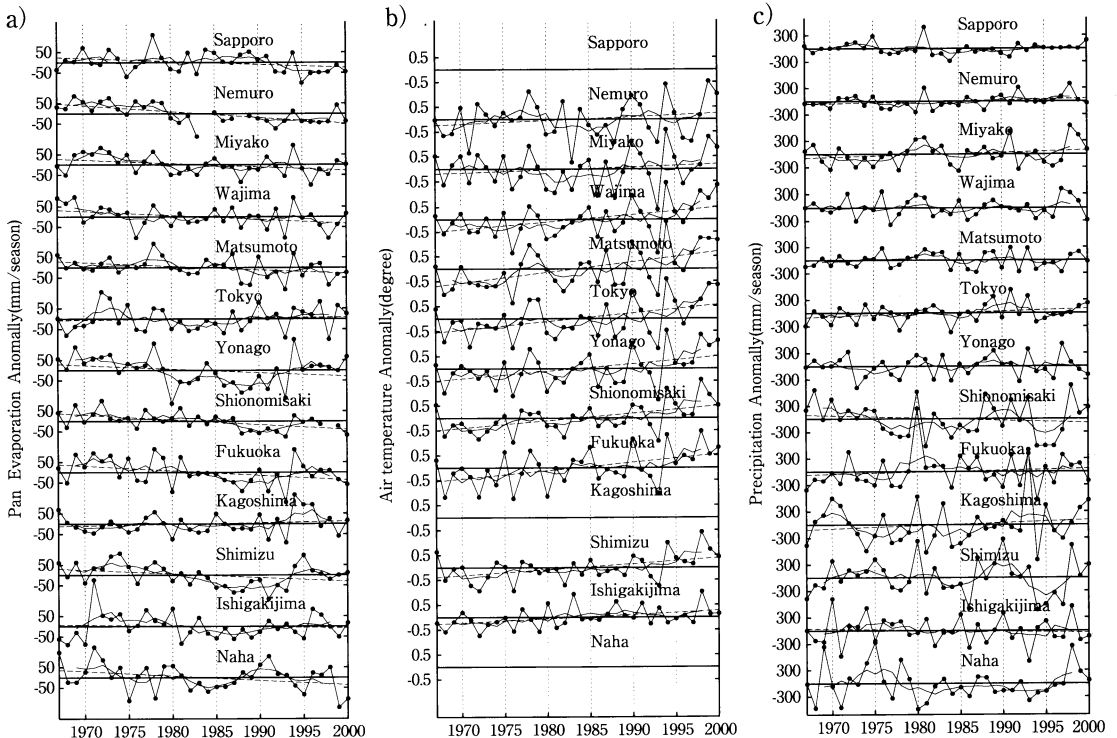 a)
Pan Evaporation Anomaly(mm/season)
Sapporo
50
-50
Nemuro
50
-50
Miyako
50
-50
Wajima
50
-50
Matsumoto
50
-50
Tokyo
50
-50
Yonago
50
-50
Shionomisaki
50
-50
Fukuoka
50
-50
Kagoshima
50
-50
Shimizu
50
-50
Ishigakijima
50
-50
Naha
50
-50
1970 1975 1980 1985 1990 1995 2000
b)
Air temperature Anomaly(degree)
Sapporo
0.5
Nemuro
0.5
-0.5
Miyako
0.5
-0.5
Wajima
0.5
-0.5
Matsumoto
0.5
-0.5
Tokyo
0.5
-0.5
Yonago
0.5
-0.5
Shionomisaki
0.5
-0.5
Fukuoka
0.5
0.5
Kagoshima
-0.5
Shimizu
0.5
-0.5
Ishigakijima
0.5
-0.5
Naha
0.5
-0.5
1970 1975 1980 1985 1990 1995 2000
c)
Precipitation Anomaly(mm/season)
Sapporo
300
-300
Nemuro
300
-300
Miyako
300
-300
Wajima
300
-300
Matsumoto
300
-300
Tokyo
300
-300
Yonago
300
-300
Shionomisaki
300
-300
Fukuoka
300
-300
Kagoshima
300
-300
Shimizu
300
-300
Ishigakijima
300
-300
Naha
300
-300
1970 1975 1980 1985 1990 1995 2000